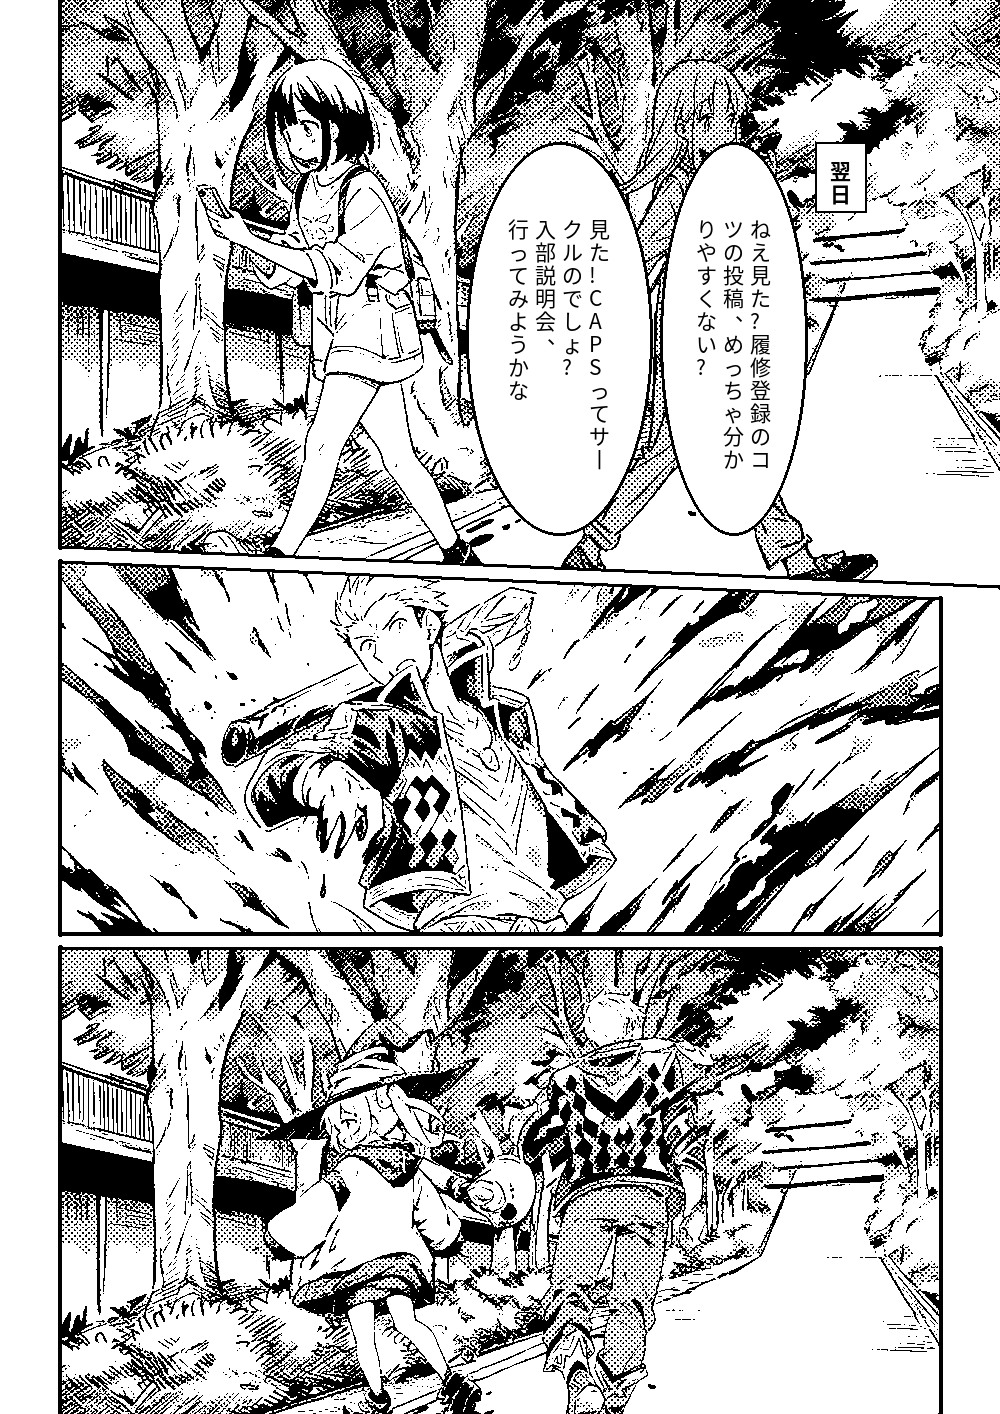 翌日
ねえ見た?履修登録のコ
ツの投稿、めっちゃ分か
りやすくない?
見た!CAPSってサー
クルのでしょ?
入部説明会、
行ってみようかな